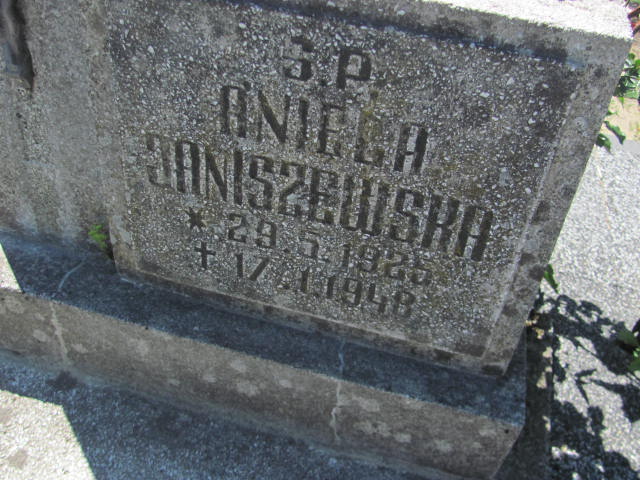 Ś.P.
ANIELA
JANISZEWSKA
* 29.5.1925
+ 17.1.1948